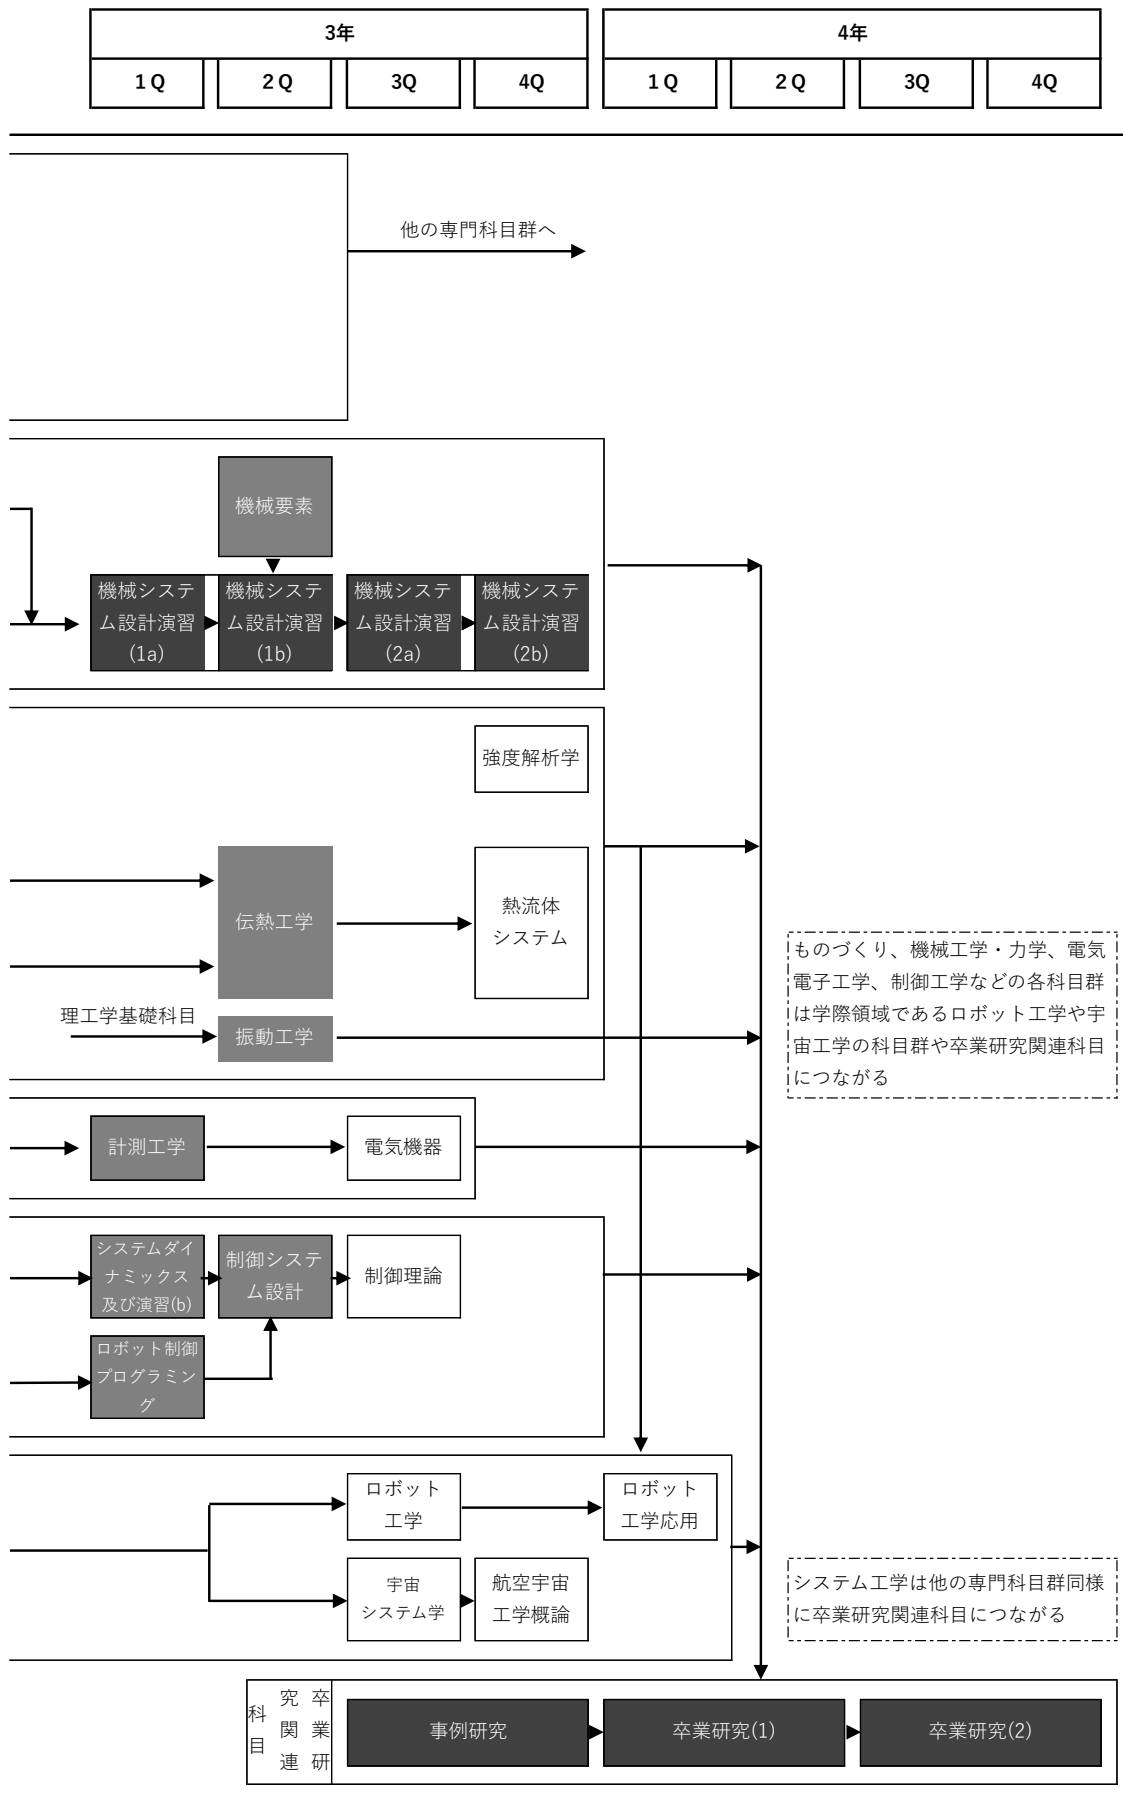 3年
4年
1 Q
2 Q
3Q
4Q
1 Q
2 Q
3Q
4Q
他の専門科目群へ
機械要素
機械システ
ム設計演習
(1a)
機械システ
ム設計演習
(1b)
機械システ
ム設計演習
(2a)
機械システ
ム設計演習
(2b)
強度解析学
伝熱工学
熱流体
システム
理工学基礎科目
振動工学
ものづくり、機械工学・力学、電気
電子工学、制御工学などの各科目群
は学際領域であるロボット工学や宇
宙工学の科目群や卒業研究関連科目
につながる
計測工学
電気機器
システムダイ
ナミックス
及び演習(b)
制御システ
ム設計
制御理論
ロボット制御
プログラミン
グ
ロボット
工学
ロボット
工学応用
宇宙
システム学
航空宇宙
工学概論
システム工学は他の専門科目群同様
に卒業研究関連科目につながる
卒業研
究関連
科目
事例研究
卒業研究(1)
卒業研究(2)